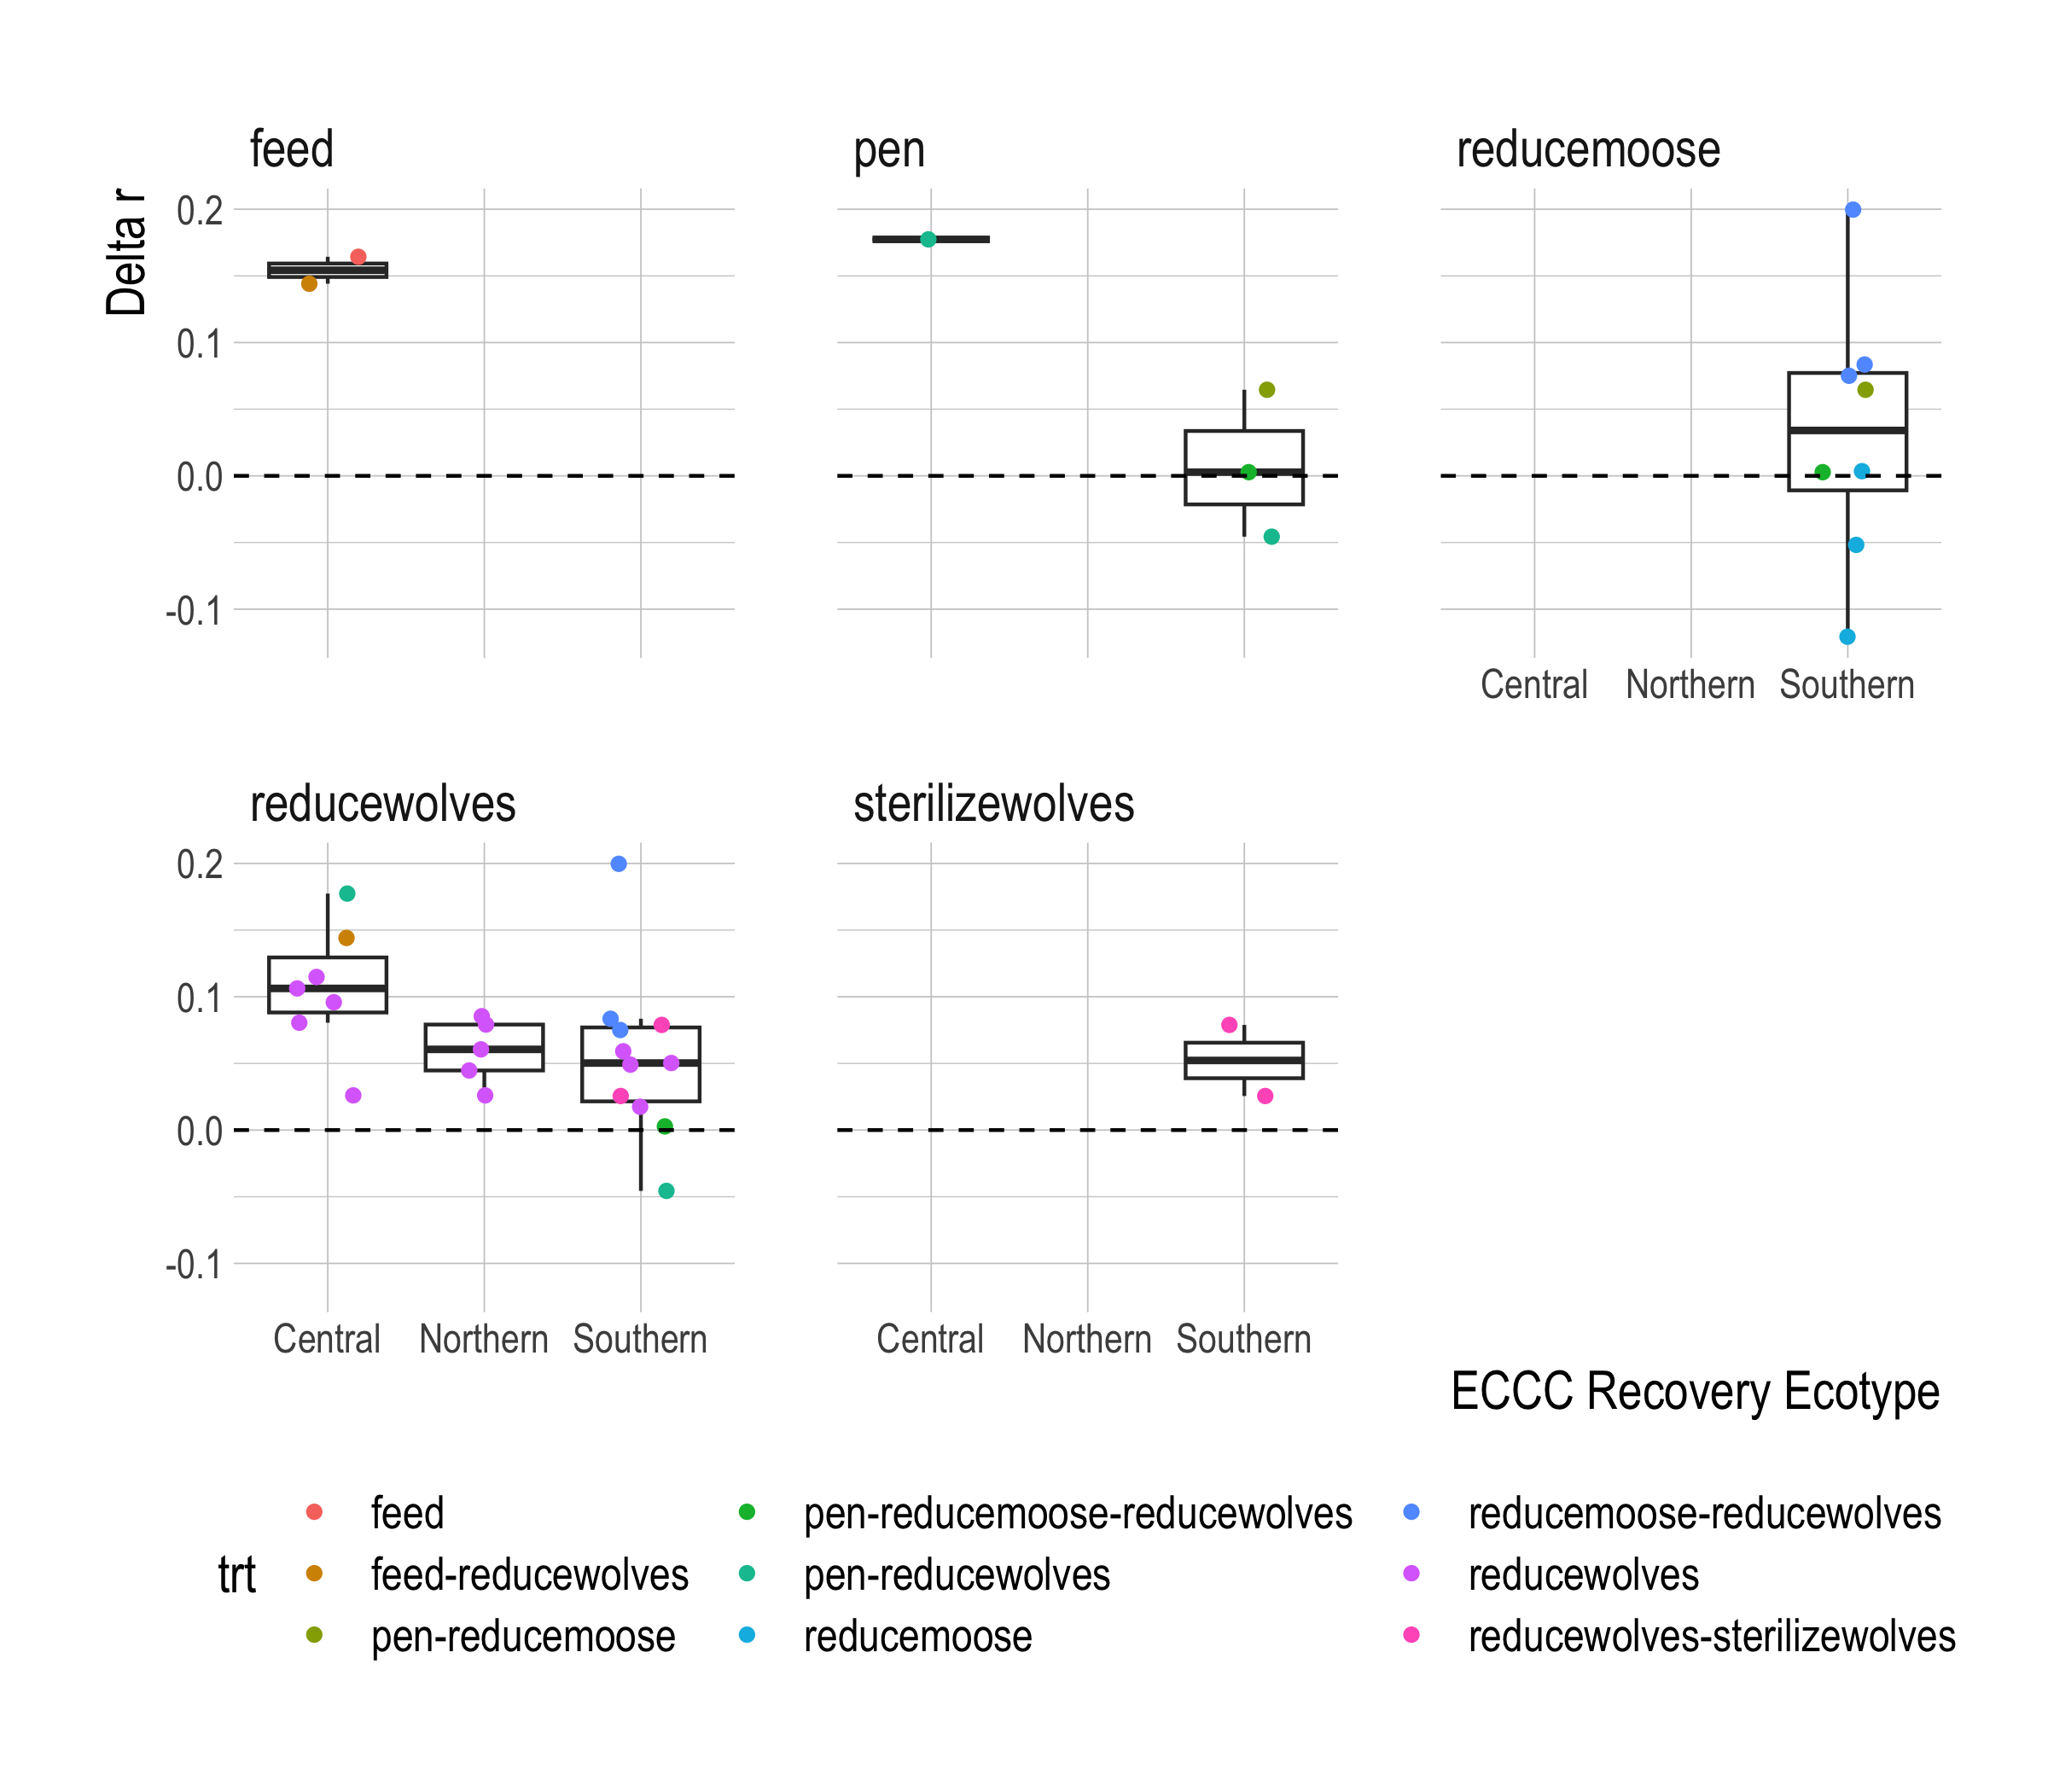 feed
pen
reducemoose
Delta r
0.2
0.1
0.0
-0.1
Central Northern Southern
reducewolves
sterilizewolves
0.2
0.1
0.0
-0.1
Central Northern Southern
Central Northern Southern
ECCC Recovery Ecotype
trt
feed
feed-reducewolves
pen-reducemoose
pen-reducemoose-reducewolves
pen-reducewolves
reducemoose
reducemoose-reducewolves
reducewolves
reducewolves-sterilizewolves